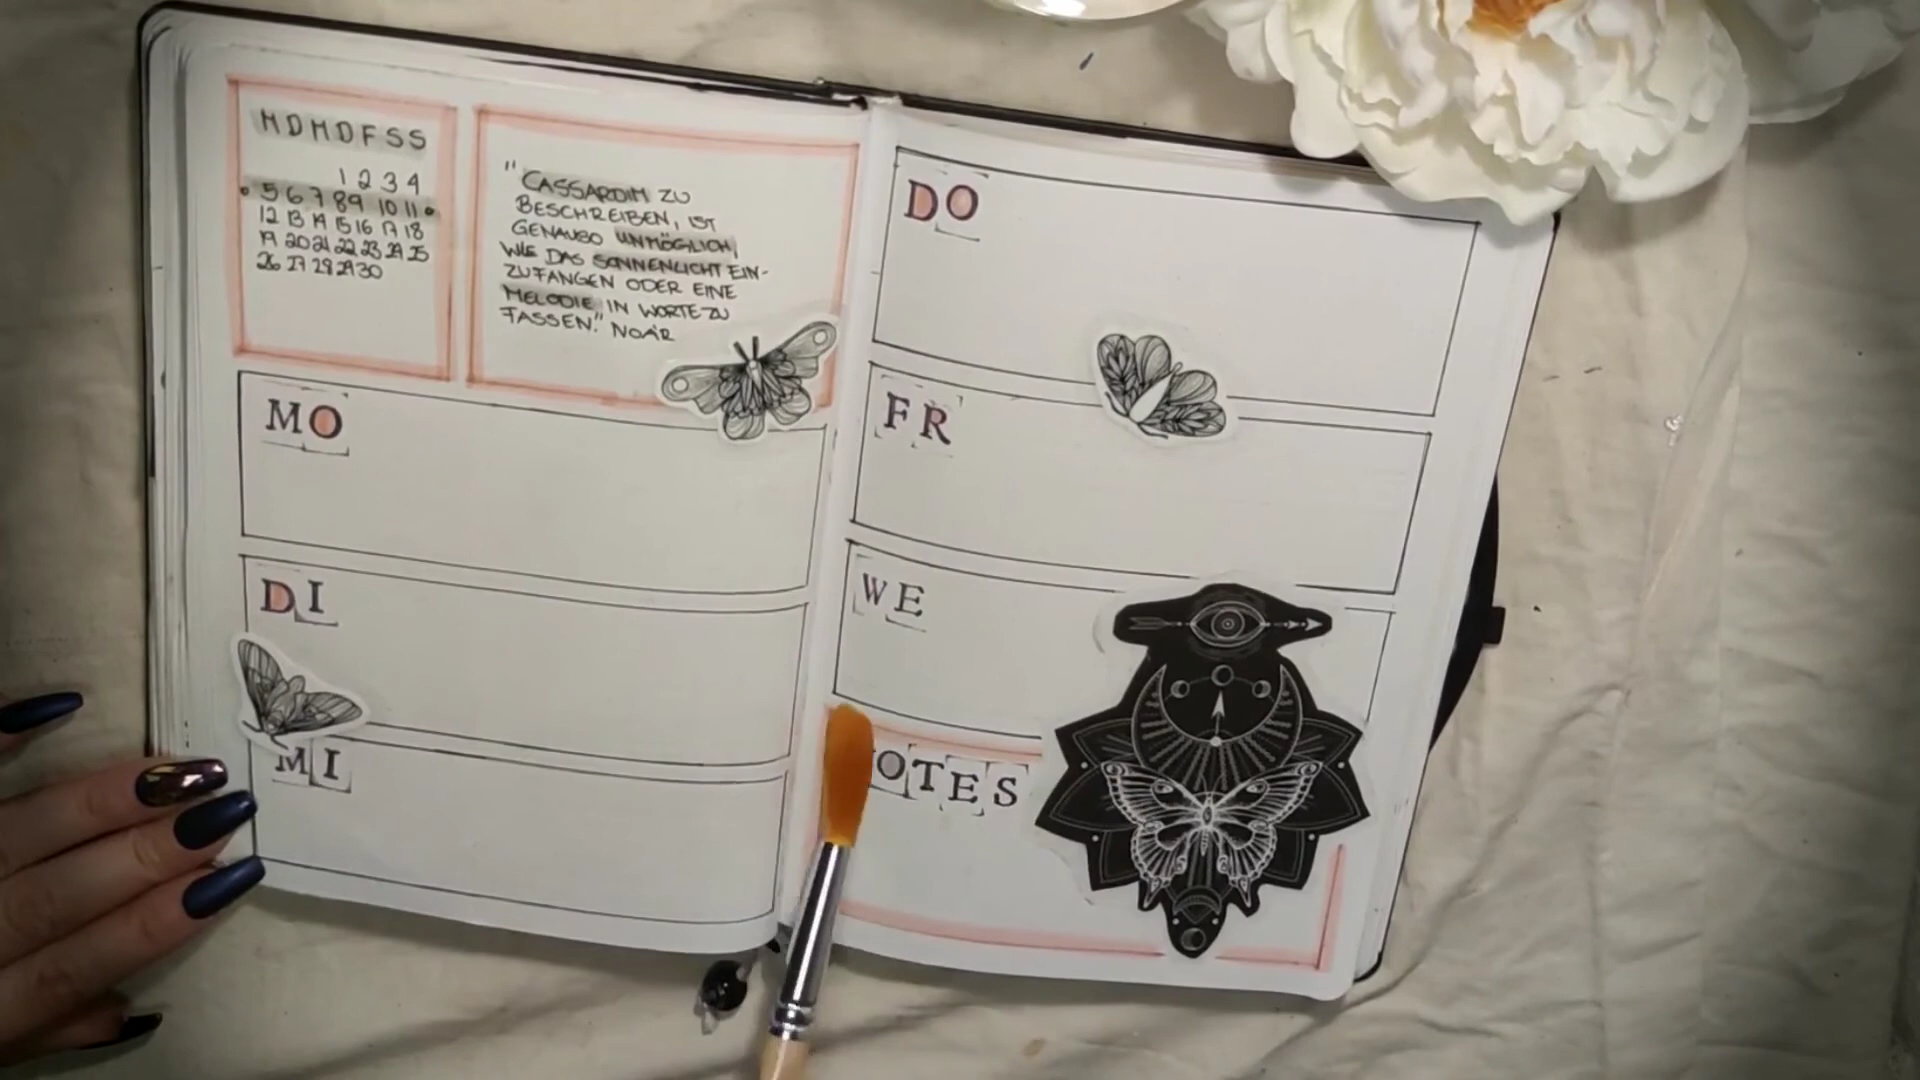 M D M D F S S
1 2 3 4
5 6 7 8 9 10 11
12 13 14 15 16 17 18
19 20 21 22 23 24 25
26 27 28 29 30
"CASSARDIM ZU
BESCHREIBEN, IST
GENAUSO UNMÖGLICH,
WIE DAS SONNENLICHT EIN-
ZUFANGEN ODER EINE
MELODIE IN WORTE ZU
FASSEN." NOÁR
MO
DI
MI
DO
FR
WE
OTES